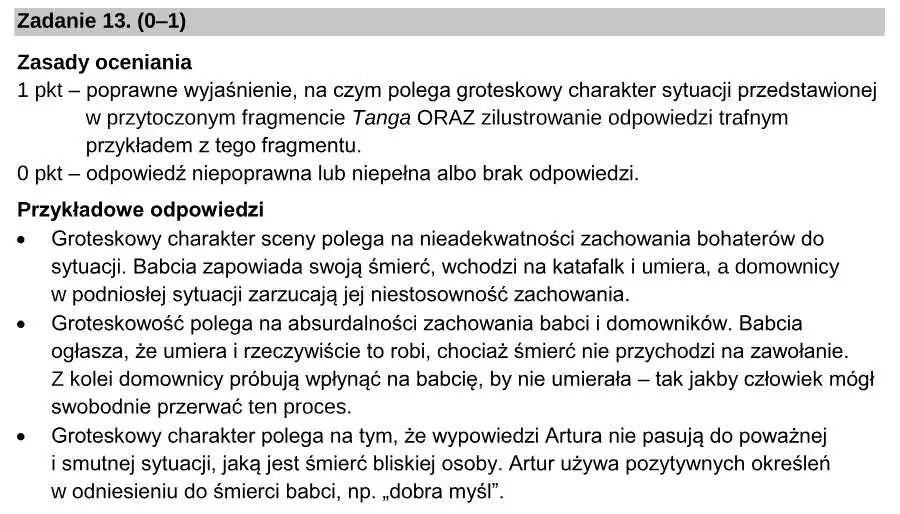 Zadanie 13. (0–1)
Zasady oceniania
1 pkt – poprawne wyjaśnienie, na czym polega groteskowy charakter sytuacji przedstawionej
w przytoczonym fragmencie Tanga ORAZ zilustrowanie odpowiedzi trafnym
przykładem z tego fragmentu.
0 pkt – odpowiedź niepoprawna lub niepełna albo brak odpowiedzi.
Przykładowe odpowiedzi
• Groteskowy charakter sceny polega na nieadekwatności zachowania bohaterów do
sytuacji. Babcia zapowiada swoją śmierć, wchodzi na katafalk i umiera, a domownicy
w podniosłej sytuacji zarzucają jej niestosowność zachowania.
• Groteskowość polega na absurdalności zachowania babci i domowników. Babcia
ogłasza, że umiera i rzeczywiście to robi, chociaż śmierć nie przychodzi na zawołanie.
Z kolei domownicy próbują wpłynąć na babcię, by nie umierała – tak jakby człowiek mógł
swobodnie przerwać ten proces.
• Groteskowy charakter polega na tym, że wypowiedzi Artura nie pasują do poważnej
i smutnej sytuacji, jaką jest śmierć bliskiej osoby. Artur używa pozytywnych określeń
w odniesieniu do śmierci babci, np. „dobra myśl”.